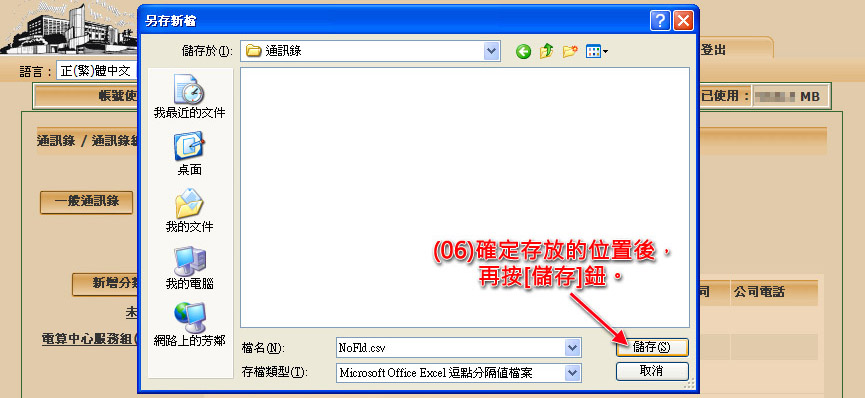 另存新檔
儲存於(I):
通訊錄
登出
語言：
正(繁)體中文
帳號使
已使用：
MB
通訊錄 / 通訊錄
我最近的文件
桌面
一般通訊錄
我的文件
(06)確定存放的位置後，
再按[儲存]鈕。
我的電腦
新增分類
司
公司電話
未
網路上的芳鄰
電算中心服務組(
檔名(N):
NoFld.csv
儲存(S)
存檔類型(T):
Microsoft Office Excel 逗點分隔值檔案
取消